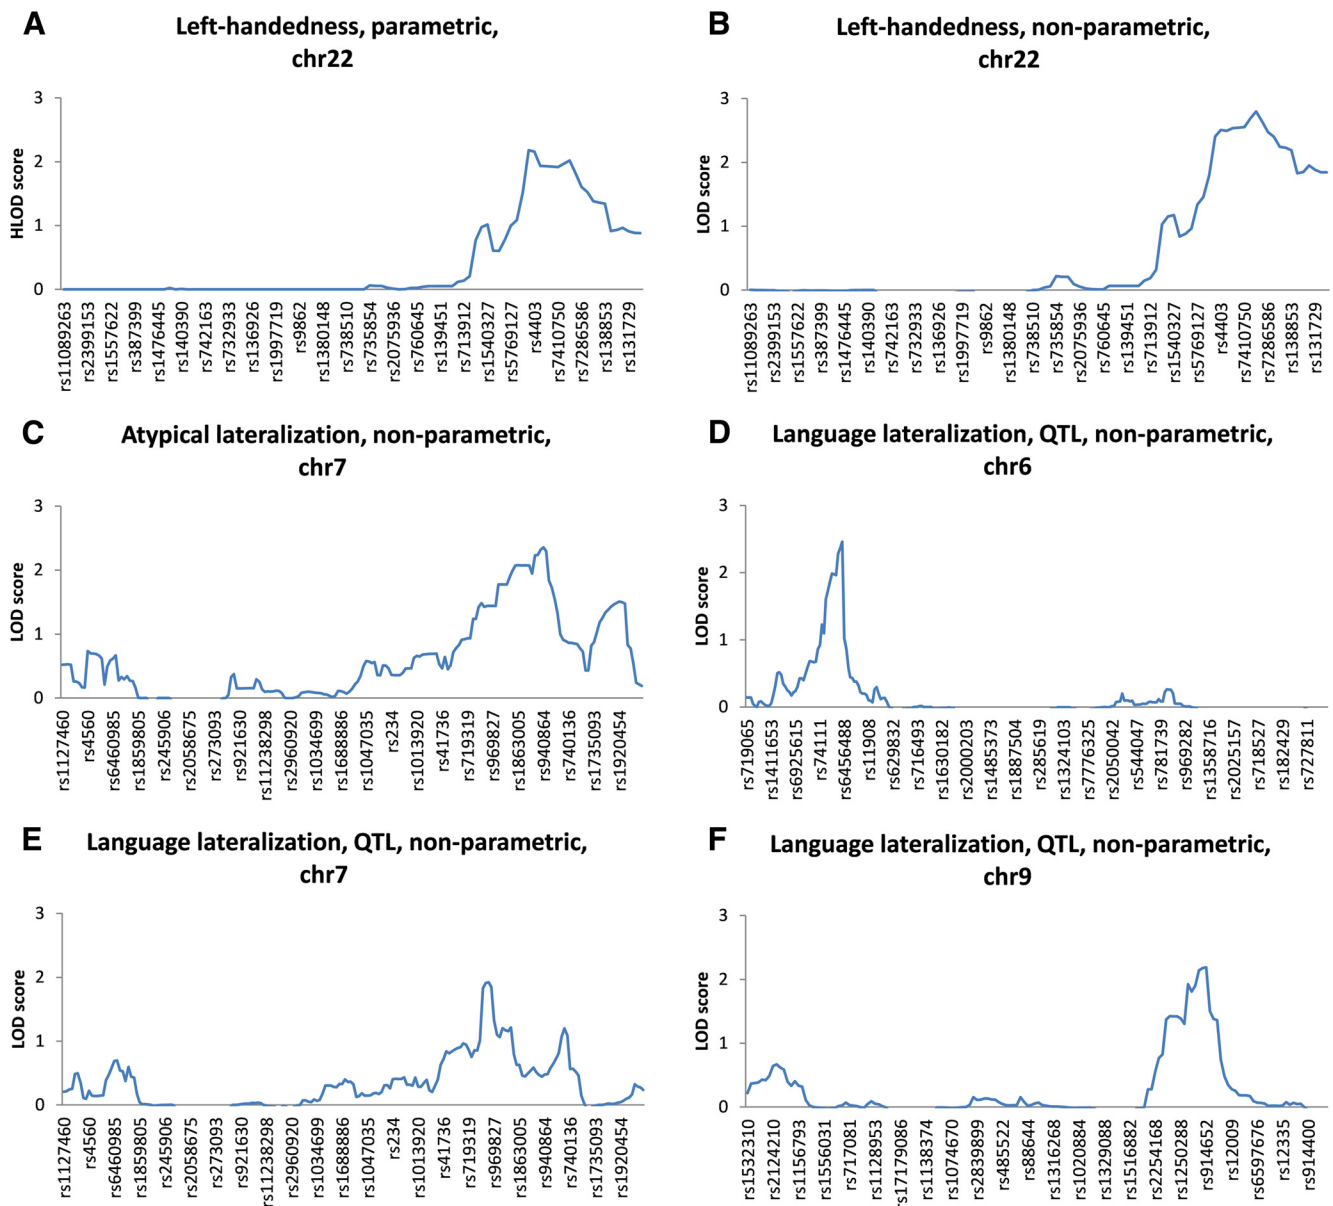 A
Left-handedness, parametric,
chr22
HLOD score
3
2
1
0
rs11089263
rs2399153
rs1557622
rs387399
rs1476445
rs140390
rs742163
rs732933
rs136926
rs1997719
rs9862
rs1380148
rs738510
rs735854
rs2075936
rs760645
rs139451
rs713912
rs1540327
rs5769127
rs4403
rs7410750
rs7286586
rs138853
rs131729
B
Left-handedness, non-parametric,
chr22
LOD score
3
2
1
0
rs11089263
rs2399153
rs1557622
rs387399
rs1476445
rs140390
rs742163
rs732933
rs136926
rs1997719
rs9862
rs1380148
rs738510
rs735854
rs2075936
rs760645
rs139451
rs713912
rs1540327
rs5769127
rs4403
rs7410750
rs7286586
rs138853
rs131729
C
Atypical lateralization, non-parametric,
chr7
LOD score
3
2
1
0
rs1127460
rs4560
rs6460985
rs1859805
rs245906
rs2058675
rs273093
rs921630
rs11238298
rs2960920
rs1034699
rs1688886
rs1047035
rs234
rs1013920
rs41736
rs719319
rs969827
rs1863005
rs940864
rs740136
rs1735093
rs1920454
D
Language lateralization, QTL, non-parametric,
chr6
LOD score
3
2
1
0
rs719065
rs1411653
rs6925615
rs74111
rs6456488
rs11908
rs629832
rs716493
rs1630182
rs2000203
rs1485373
rs1887504
rs285619
rs1324103
rs7776325
rs2050042
rs544047
rs781739
rs969282
rs1358716
rs2025157
rs718527
rs182429
rs727811
E
Language lateralization, QTL, non-parametric,
chr7
LOD score
3
2
1
0
rs1127460
rs4560
rs6460985
rs1859805
rs245906
rs2058675
rs273093
rs921630
rs11238298
rs2960920
rs1034699
rs1688886
rs1047035
rs234
rs1013920
rs41736
rs719319
rs969827
rs1863005
rs940864
rs740136
rs1735093
rs1920454
F
Language lateralization, QTL, non-parametric,
chr9
LOD score
3
2
1
0
rs1532310
rs2124210
rs1156793
rs1556031
rs717081
rs1128953
rs17179086
rs1138374
rs1074670
rs2839899
rs485522
rs88644
rs1316268
rs1020884
rs1329088
rs1516882
rs2254168
rs1250288
rs914652
rs12009
rs6597676
rs12335
rs914400